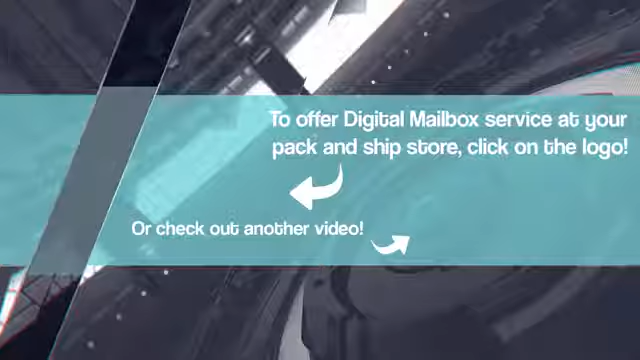 To offer Digital Mailbox service at your
pack and ship store, click on the logo!
Or check out another video!